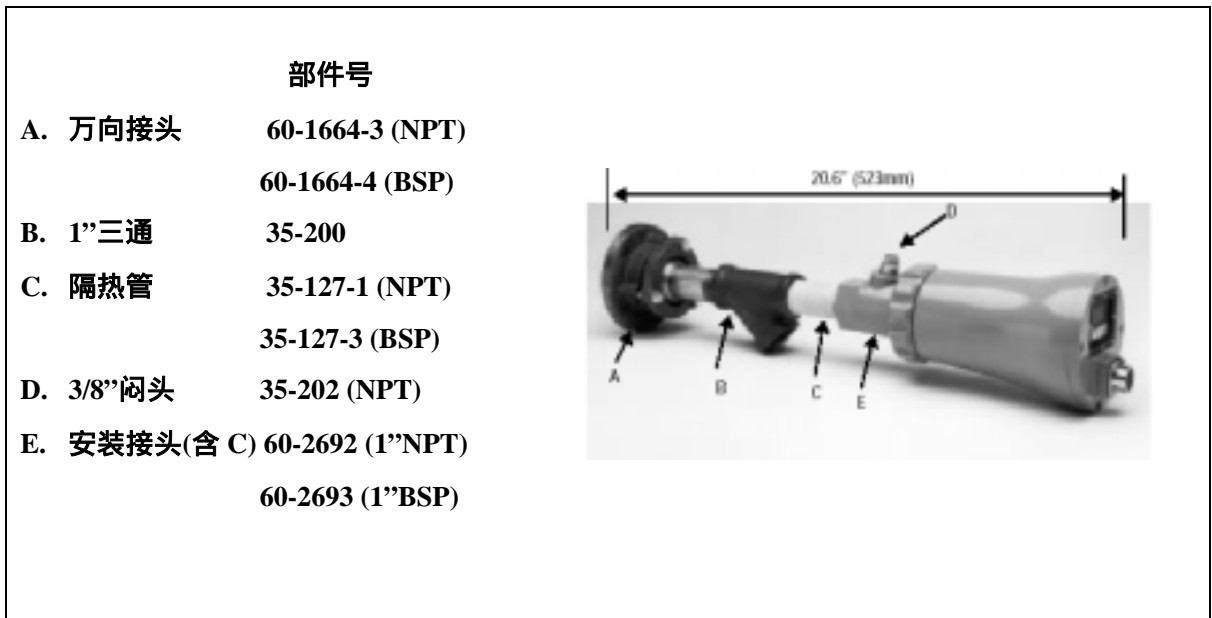 部件号
A. 万向接头 60-1664-3 (NPT)
60-1664-4 (BSP)
B. 1”三通 35-200
C. 隔热管 35-127-1 (NPT)
35-127-3 (BSP)
D. 3/8”闷头 35-202 (NPT)
E. 安装接头(含 C) 60-2692 (1”NPT)
60-2693 (1”BSP)
20.6" (523mm)
D
A
B
C
E